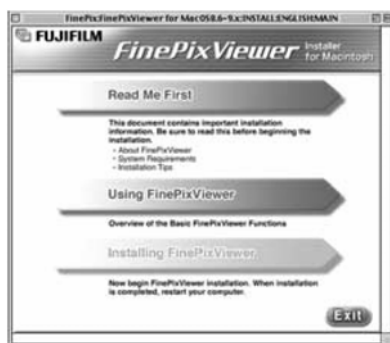 FinePix:FinePixViewer for MacOS8.6-9.x:INSTALL:ENGLISH:MAIN
FUJIFILM
FinePixViewer Installer
for Macintosh
Read Me First
This document contains important installation
information. Be sure to read this before beginning the
installation.
- About FinePixViewer
- System Requirements
- Installation Tips
Using FinePixViewer
Overview of the Basic FinePixViewer Functions
Installing FinePixViewer
Now begin FinePixViewer installation. When installation
is completed, restart your computer.
Exit